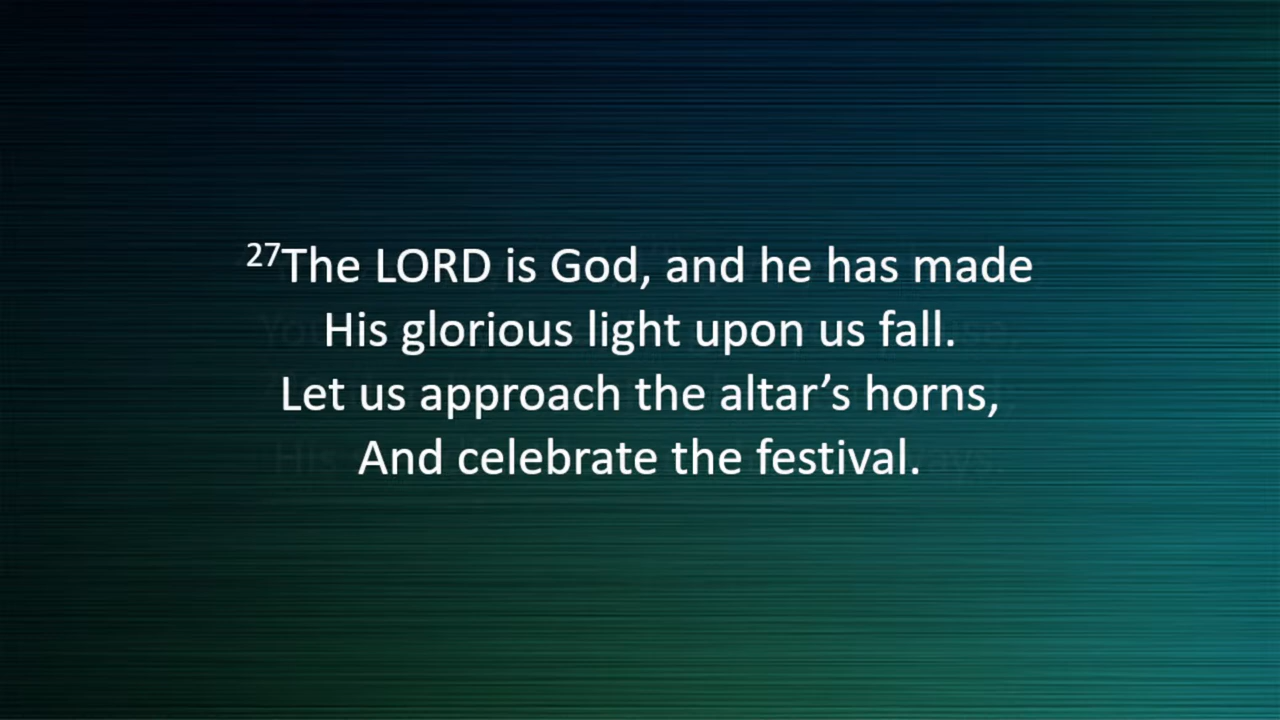 27The LORD is God, and he has made
His glorious light upon us fall.
Let us approach the altar’s horns,
And celebrate the festival.